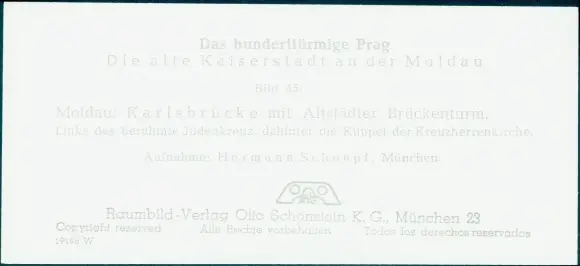 Das hunderttürmige Prag
Die alte Kaiserstadt an der Moldau
Bild 45:
Moldau: Karlsbrücke mit Altstädter Brückenturm.
Links das berühmte Judenkreuz, dahinter die Kuppel der Kreuzherrenkirche.
Aufnahme: Hermann Schoepf, München
Raumbild-Verlag Otto Schönstein K. G., München 23
Copyright reserved Alle Rechte vorbehalten Todos los derechos reservados